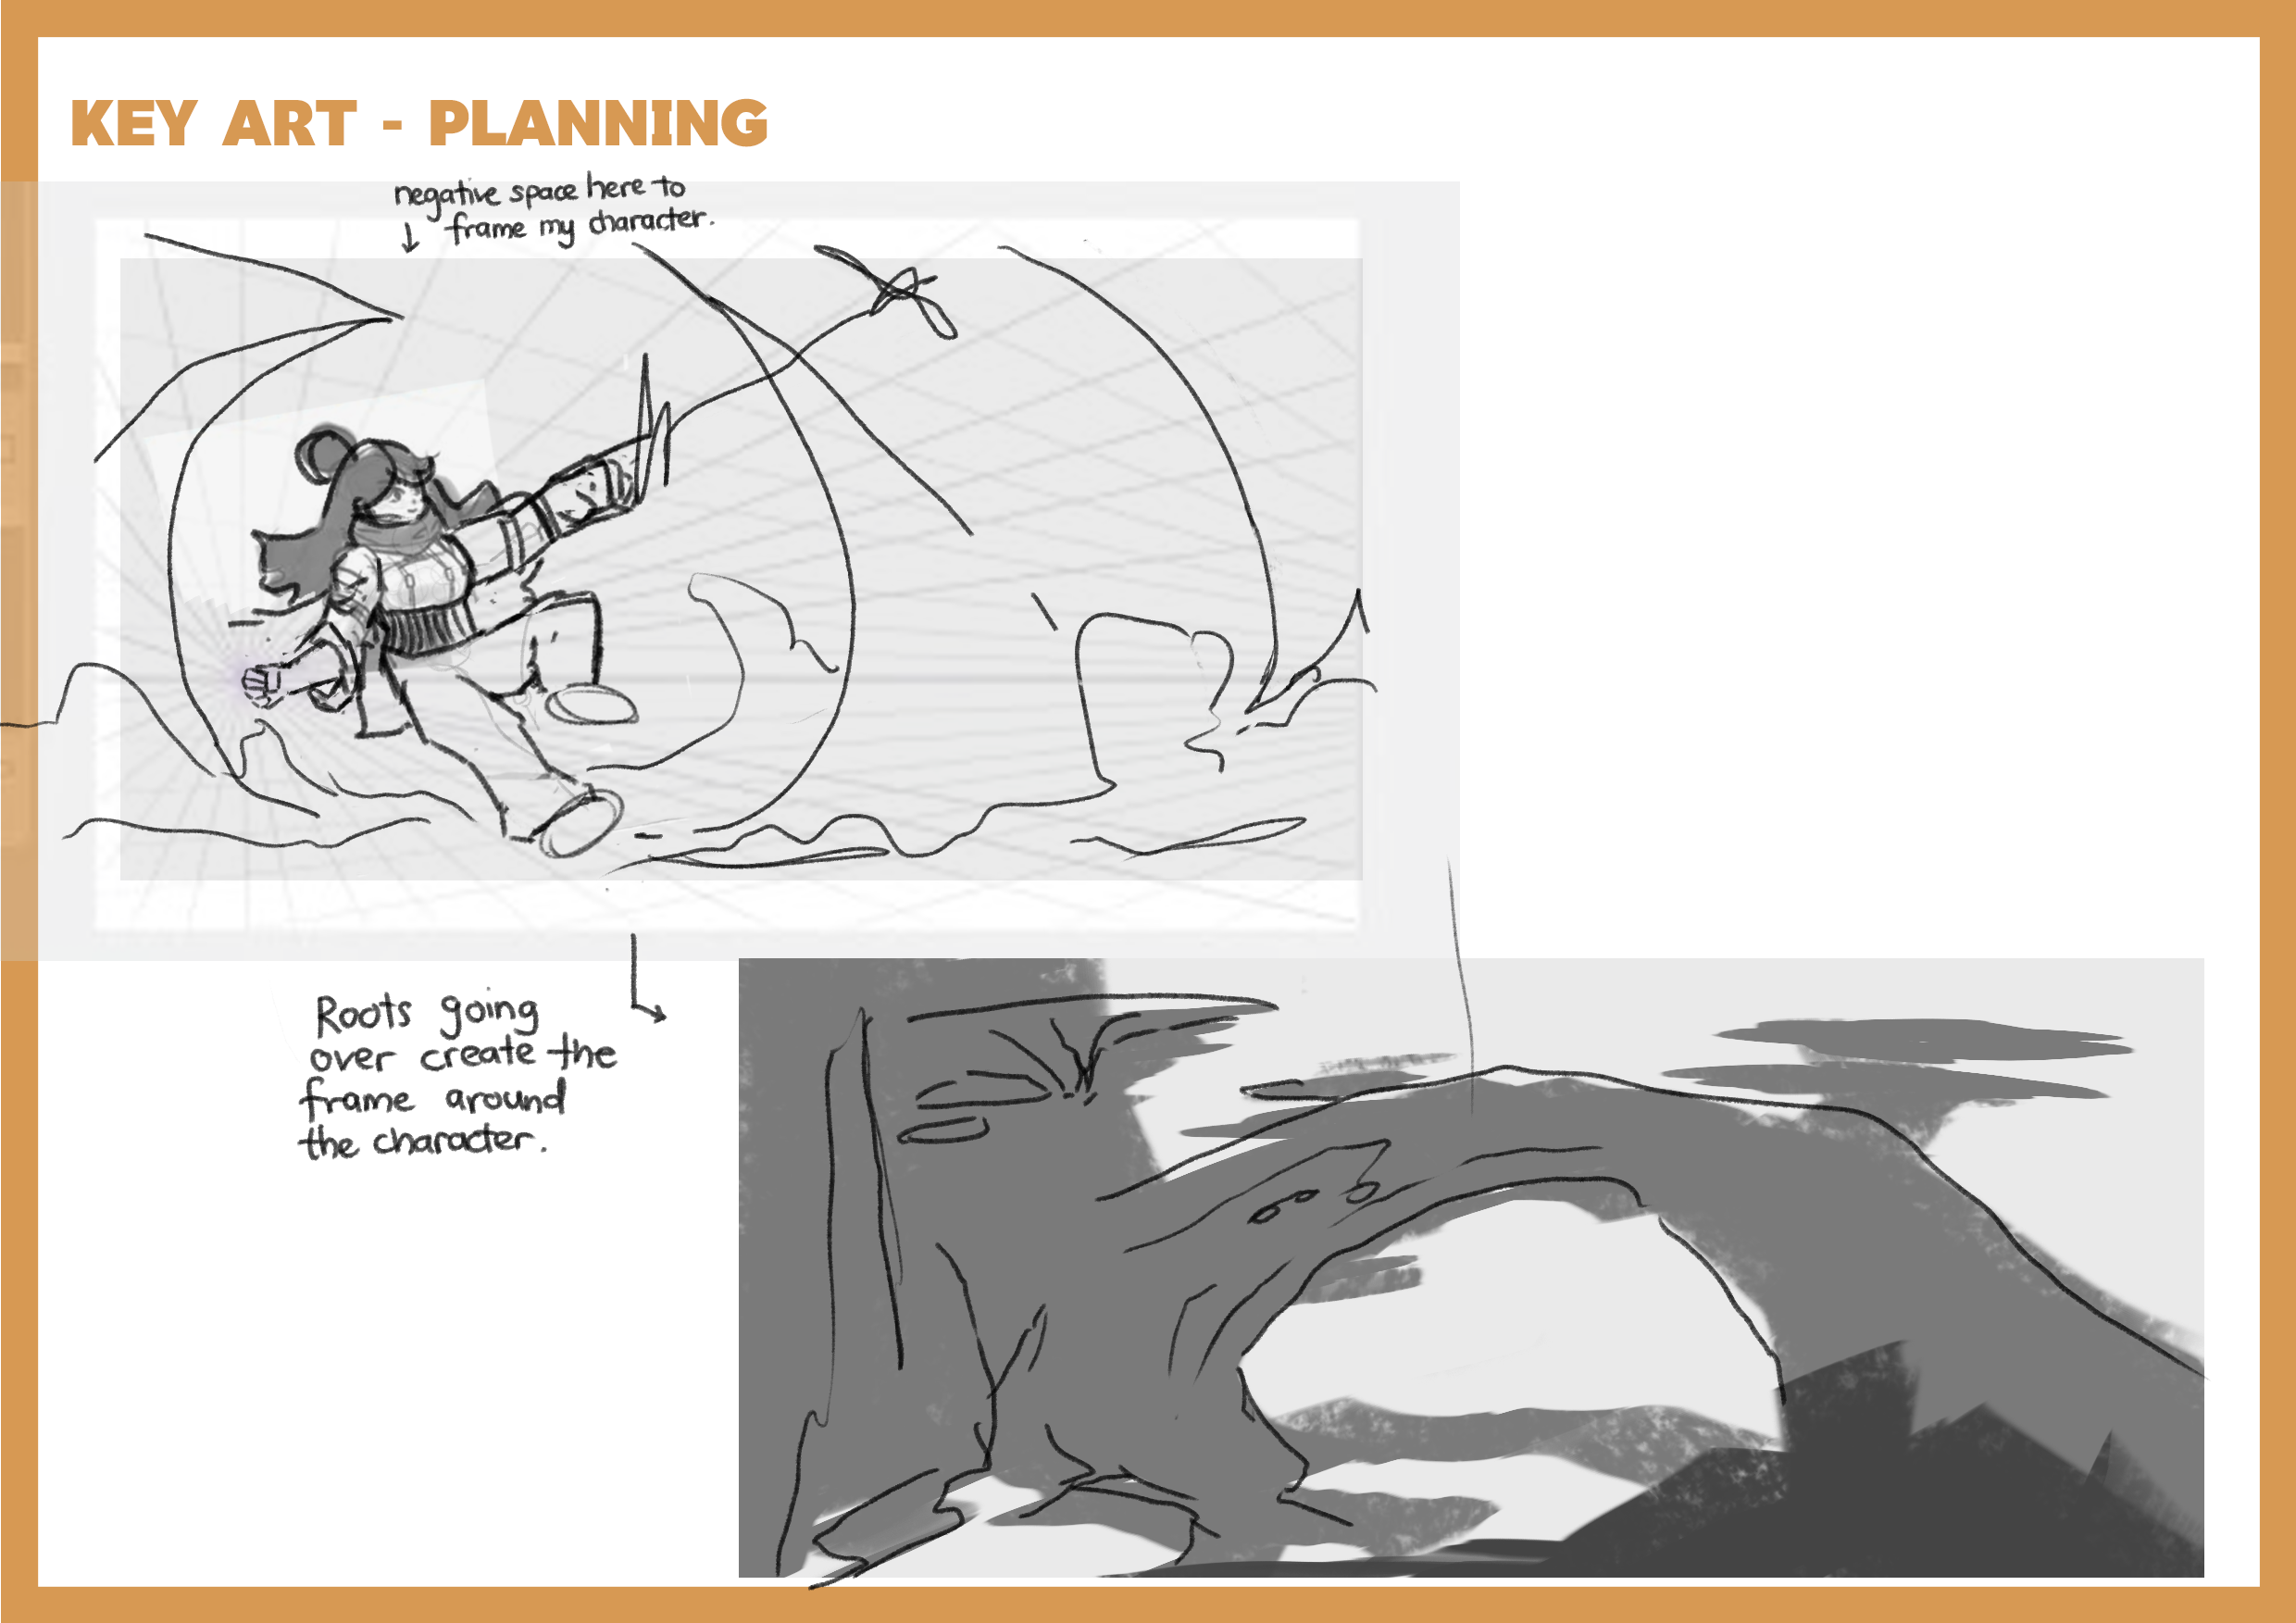 KEY ART - PLANNING
negative space here to
frame my character.
Roots going
over create the
frame around
the character.